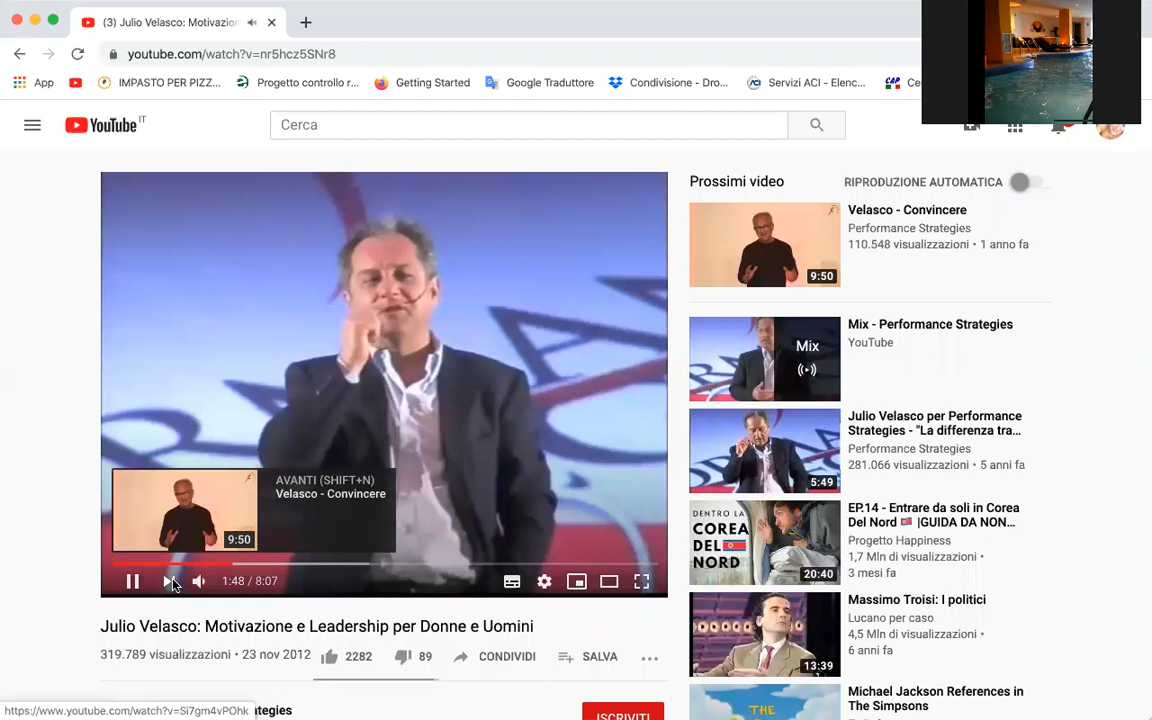 (3) Julio Velasco: Motivazion
youtube.com/watch?v=nr5hcz5SNr8
App
IMPASTO PER PIZZ...
Progetto controllo r...
Getting Started
Google Traduttore
Condivisione - Dro...
Servizi ACI - Elenc...
YouTube IT
Cerca
Prossimi video
RIPRODUZIONE AUTOMATICA
Velasco - Convincere
Performance Strategies
110.548 visualizzazioni • 1 anno fa
9:50
Mix - Performance Strategies
YouTube
Mix
Julio Velasco per Performance
Strategies - "La differenza tra...
Performance Strategies
281.066 visualizzazioni • 5 anni fa
5:49
DENTRO LA
COREA
DEL
NORD
20:40
EP.14 - Entrare da soli in Corea
Del Nord 🇰🇵 |GUIDA DA NON...
Progetto Happiness
1,7 Mln di visualizzazioni •
3 mesi fa
Massimo Troisi: I politici
Lucano per caso
4,5 Mln di visualizzazioni •
6 anni fa
13:39
Michael Jackson References in
The Simpsons
THE
AVANTI (SHIFT+N)
Velasco - Convincere
9:50
1:48 / 8:07
Julio Velasco: Motivazione e Leadership per Donne e Uomini
319.789 visualizzazioni • 23 nov 2012
2282
89
CONDIVIDI
SALVA
https://www.youtube.com/watch?v=Si7gm4vPOhk
tegies
ISCRIVITI